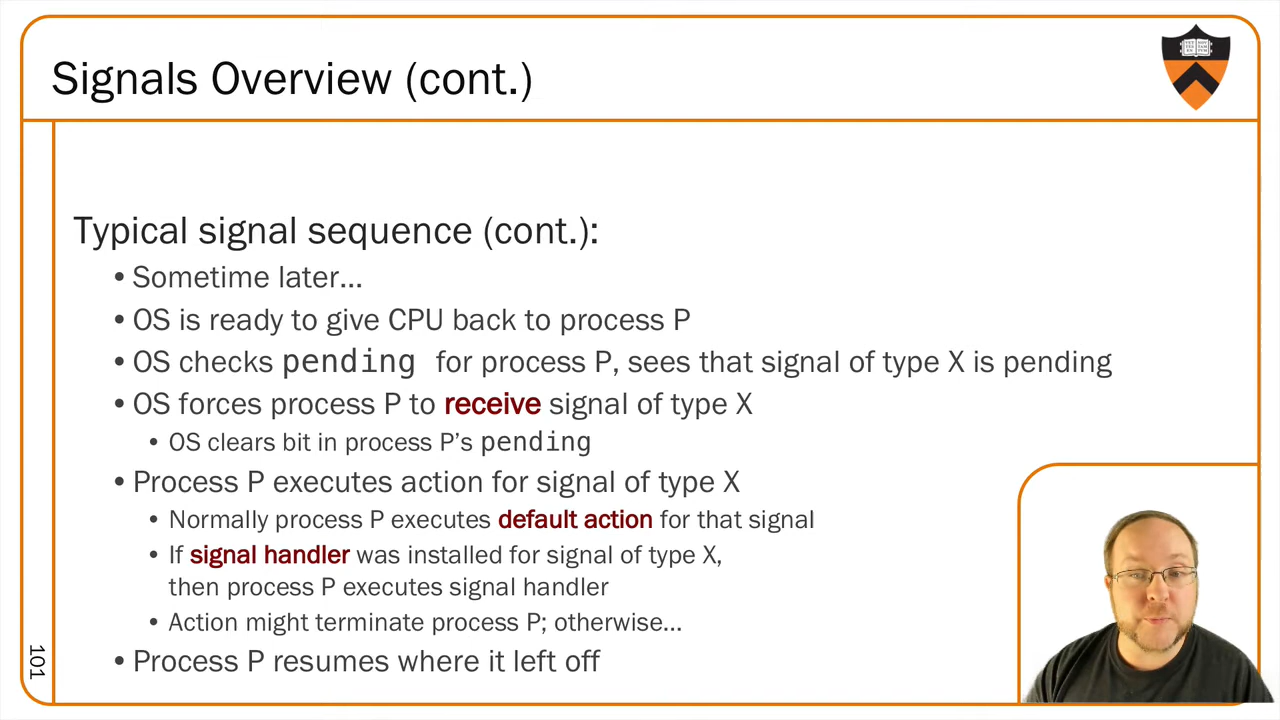 Signals Overview (cont.)
Typical signal sequence (cont.):
• Sometime later…
• OS is ready to give CPU back to process P
• OS checks pending for process P, sees that signal of type X is pending
• OS forces process P to receive signal of type X
• OS clears bit in process P’s pending
• Process P executes action for signal of type X
• Normally process P executes default action for that signal
• If signal handler was installed for signal of type X,
then process P executes signal handler
• Action might terminate process P; otherwise…
• Process P resumes where it left off
101